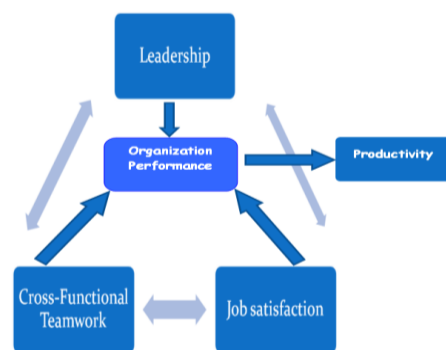 Leadership
Organization
Performance
Productivity
Cross-Functional
Teamwork
Job satisfaction